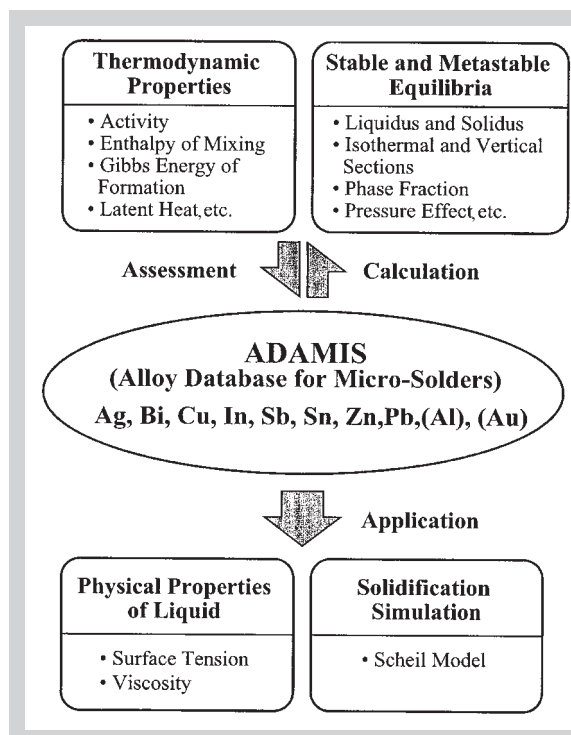 Thermodynamic
Properties
• Activity
• Enthalpy of Mixing
• Gibbs Energy of
Formation
• Latent Heat, etc.
Stable and Metastable
Equilibria
• Liquidus and Solidus
• Isothermal and Vertical
Sections
• Phase Fraction
• Pressure Effect, etc.
Assessment
Calculation
ADAMIS
(Alloy Database for Micro-Solders)
Ag, Bi, Cu, In, Sb, Sn, Zn,Pb,(Al), (Au)
Application
Physical Properties
of Liquid
• Surface Tension
• Viscosity
Solidification
Simulation
• Scheil Model